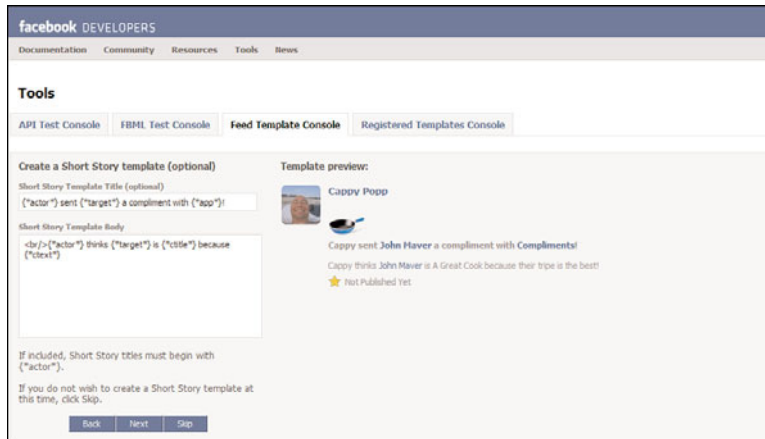 facebook DEVELOPERS
Documentation Community Resources Tools News
Tools
API Test Console FBML Test Console Feed Template Console Registered Templates Console
Create a Short Story template (optional)
Short Story Template Title (optional)
{*actor*} sent {*target*} a compliment with {*app*}!
Short Story Template Body
<br/>{*actor*} thinks {*target*} is {*ctitle*} because
{*ctext*}
If included, Short Story titles must begin with
{*actor*}.
If you do not wish to create a Short Story template at
this time, click Skip.
Back Next Skip
Template preview:
Cappy Popp
Cappy sent John Maver a compliment with Compliments!
Cappy thinks John Maver is A Great Cook because their tripe is the best!
Not Published Yet